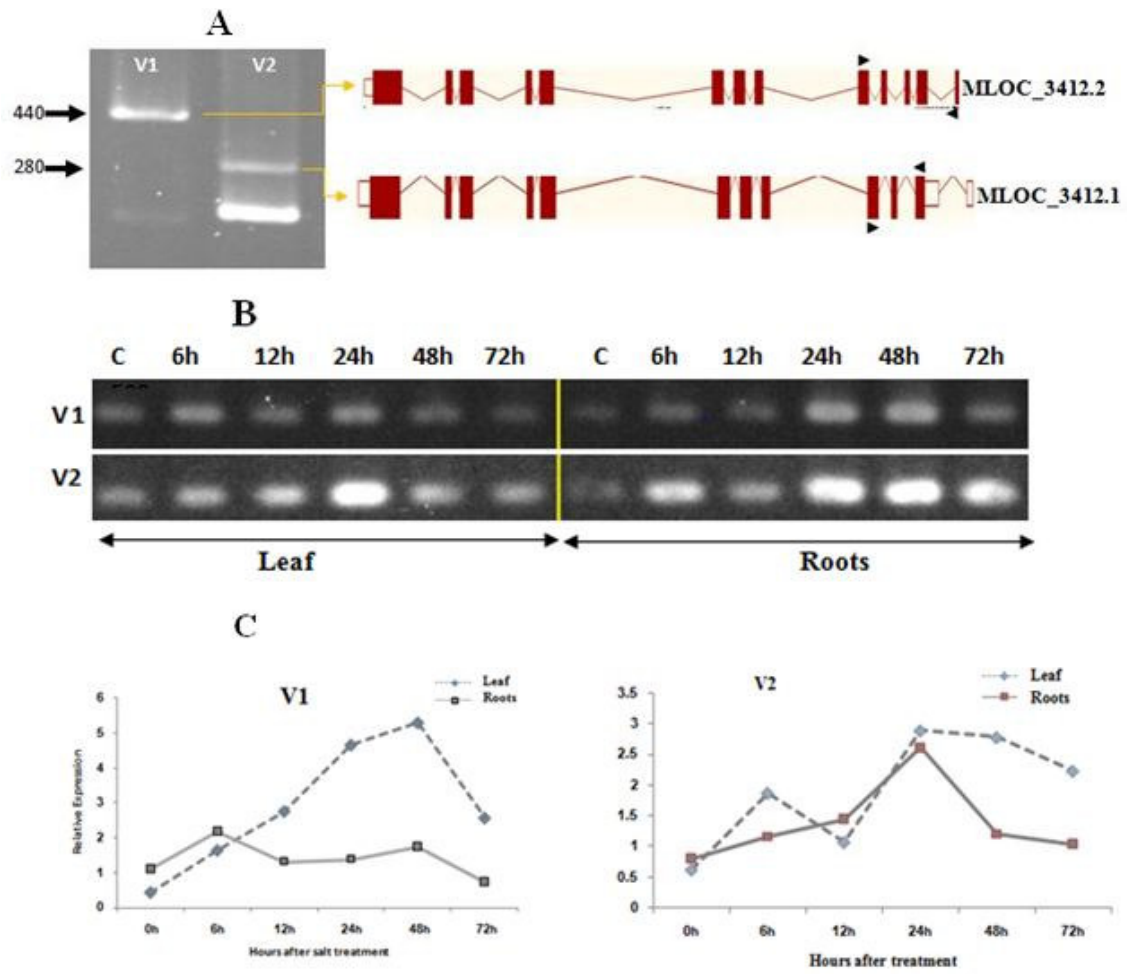 A
V1 V2
440
280
MLOC_3412.2
MLOC_3412.1
B
C 6h 12h 24h 48h 72h C 6h 12h 24h 48h 72h
V1
V2
Leaf Roots
C
V1
Leaf
Roots
Relative Expression
6
5
4
3
2
1
0
0h 6h 12h 24h 48h 72h
Hours after salt treatment
V2
Leaf
Roots
3.5
3
2.5
2
1.5
1
0.5
0
0h 6h 12h 24h 48h 72h
Hours after treatment